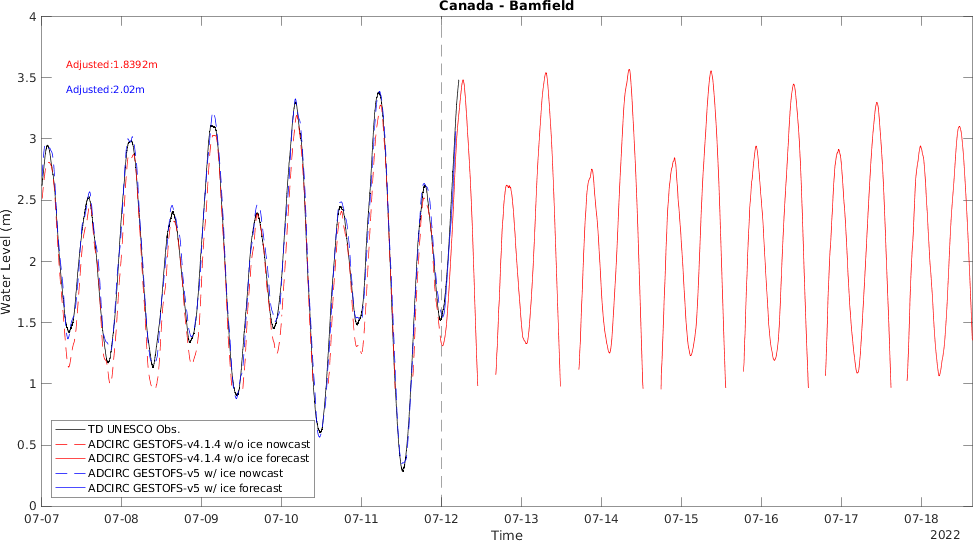 Canada - Bamfield
Adjusted:1.8392m
Adjusted:2.02m
Water Level (m)
4
3.5
3
2.5
2
1.5
1
0.5
0
TD UNESCO Obs.
ADCIRC GESTOFS-v4.1.4 w/o ice nowcast
ADCIRC GESTOFS-v4.1.4 w/o ice forecast
ADCIRC GESTOFS-v5 w/ ice nowcast
ADCIRC GESTOFS-v5 w/ ice forecast
07-07 07-08 07-09 07-10 07-11 07-12 07-13 07-14 07-15 07-16 07-17 07-18
Time
2022